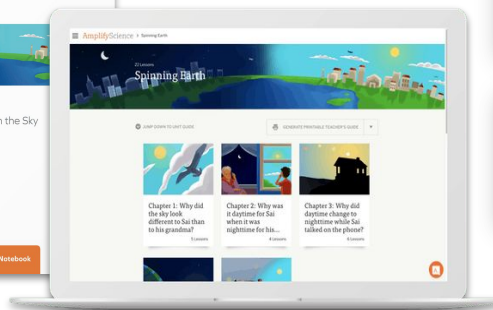 AmplifyScience > Spinning Earth
22 Lessons
Spinning Earth
JUMP DOWN TO UNIT GUIDE
GENERATE PRINTABLE TEACHER'S GUIDE
Chapter 1: Why did
the sky look
different to Sai than
to his grandma?
5 Lessons
Chapter 2: Why was
it daytime for Sai
when it was
nighttime for his...
4 Lessons
Chapter 3: Why did
daytime change to
nighttime while Sai
talked on the phone?
6 Lessons
n the Sky
Notebook